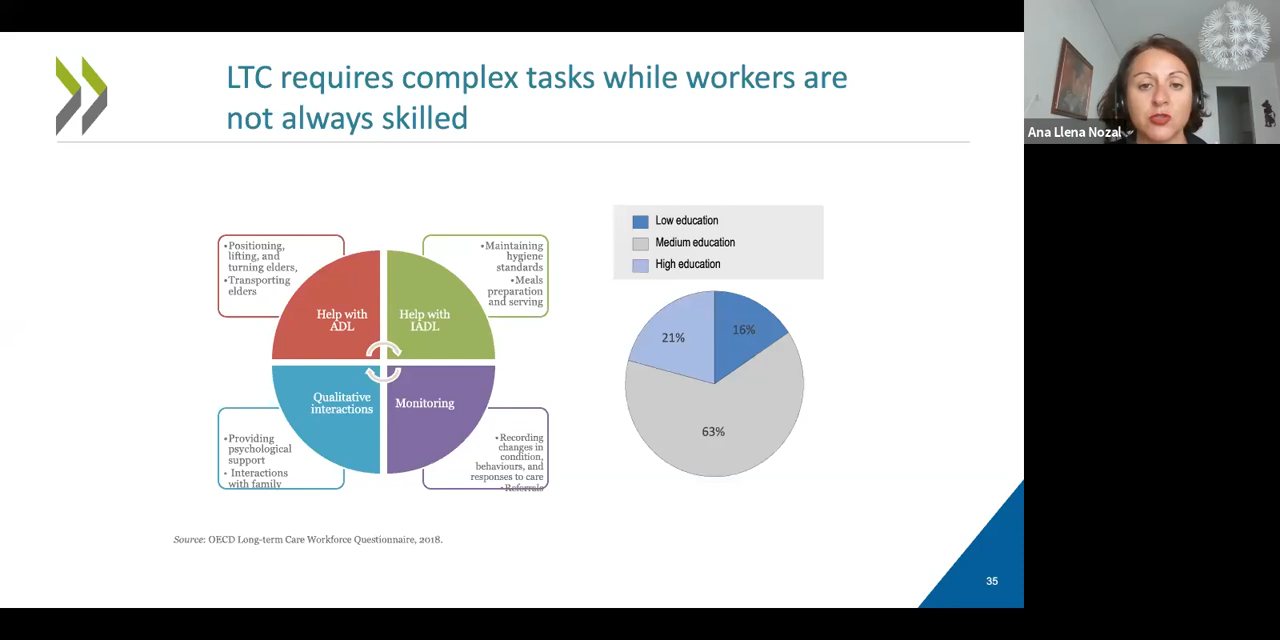 LTC requires complex tasks while workers are
not always skilled
•Positioning,
lifting, and
turning elders,
•Transporting
elders
•Maintaining
hygiene
standards
•Meals
preparation
and serving
Help with
ADL
Help with
IADL
Qualitative
interactions
Monitoring
•Providing
psychological
support
• Interactions
with family
•Recording
changes in
condition,
behaviours, and
responses to care
•Referrals
Low education
Medium education
High education
21%
16%
63%
Source: OECD Long-term Care Workforce Questionnaire, 2018.
35
Ana Llena Nozal